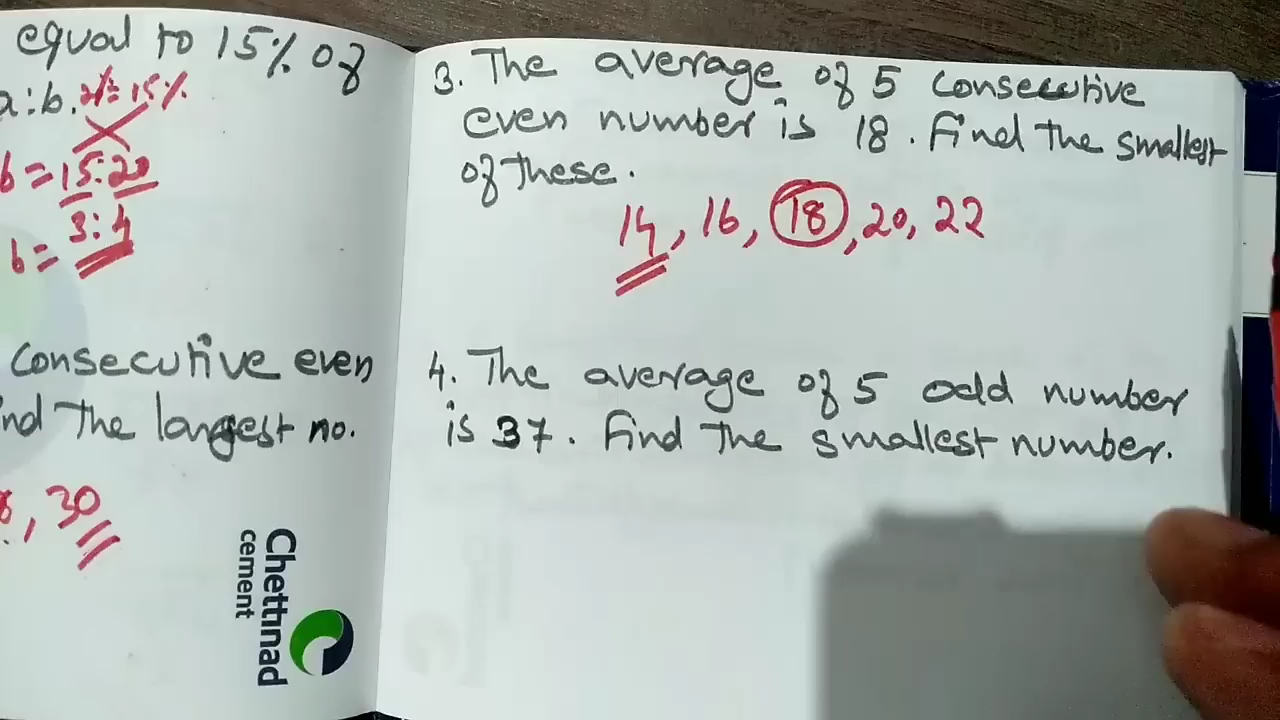 equal to 15% of
a:b.
15%
b = 15:20
b = 3:4
consecutive even
nd the largest no.
, 30
Chettinad
cement
3. The average of 5 consecutive
even number is 18. Find the smallest
of these.
14, 16, 18, 20, 22
4. The average of 5 odd number
is 37. Find the smallest number.